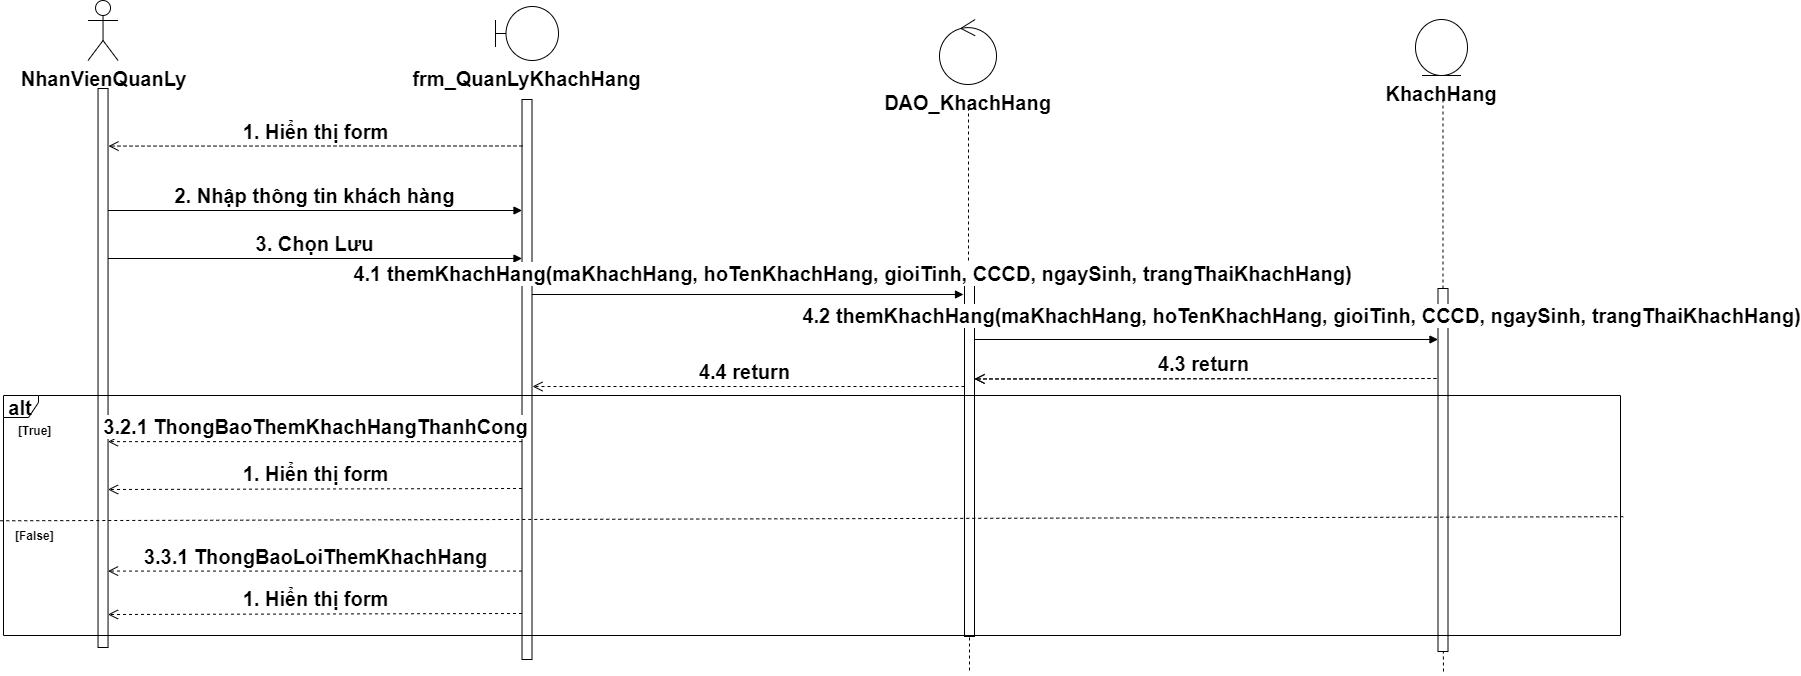 NhanVienQuanLy
frm_QuanLyKhachHang
DAO_KhachHang
KhachHang
1. Hiển thị form
2. Nhập thông tin khách hàng
3. Chọn Lưu
4.1 themKhachHang(maKhachHang, hoTenKhachHang, gioiTinh, CCCD, ngaySinh, trangThaiKhachHang)
4.2 themKhachHang(maKhachHang, hoTenKhachHang, gioiTinh, CCCD, ngaySinh, trangThaiKhachHang)
4.3 return
4.4 return
alt
[True]
3.2.1 ThongBaoThemKhachHangThanhCong
1. Hiển thị form
[False]
3.3.1 ThongBaoLoiThemKhachHang
1. Hiển thị form